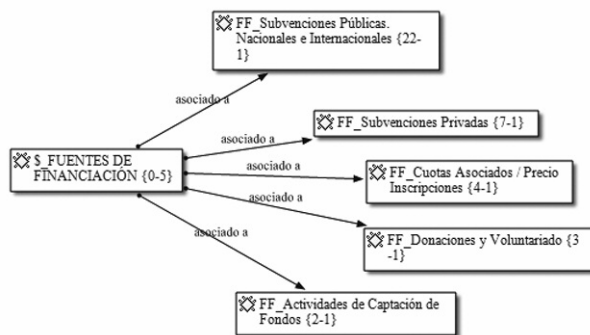 FF_Subvenciones Públicas.
Nacionales e Internacionales {22-
1}
asociado a
FF_Subvenciones Privadas {7-1}
asociado a
$_FUENTES DE
FINANCIACIÓN {0-5}
asociado a
FF_Cuotas Asociados / Precio
Inscripciones {4-1}
asociado a
FF_Donaciones y Voluntariado {3
-1}
asociado a
FF_Actividades de Captación de
Fondos {2-1}